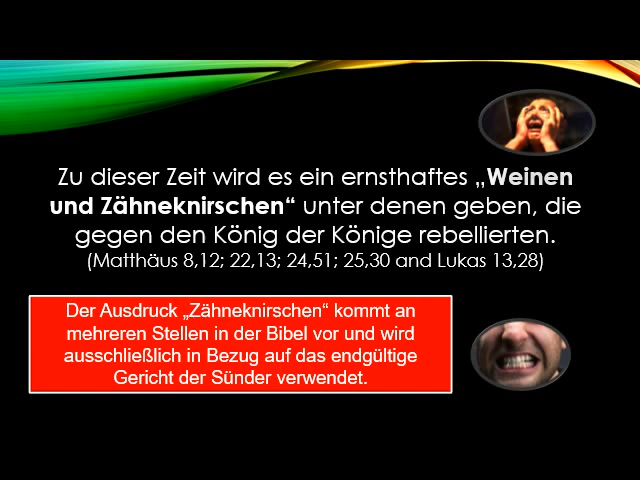 Zu dieser Zeit wird es ein ernsthaftes „Weinen
und Zähneknirschen“ unter denen geben, die
gegen den König der Könige rebellierten.
(Matthäus 8,12; 22,13; 24,51; 25,30 and Lukas 13,28)
Der Ausdruck „Zähneknirschen“ kommt an
mehreren Stellen in der Bibel vor und wird
ausschließlich in Bezug auf das endgültige
Gericht der Sünder verwendet.